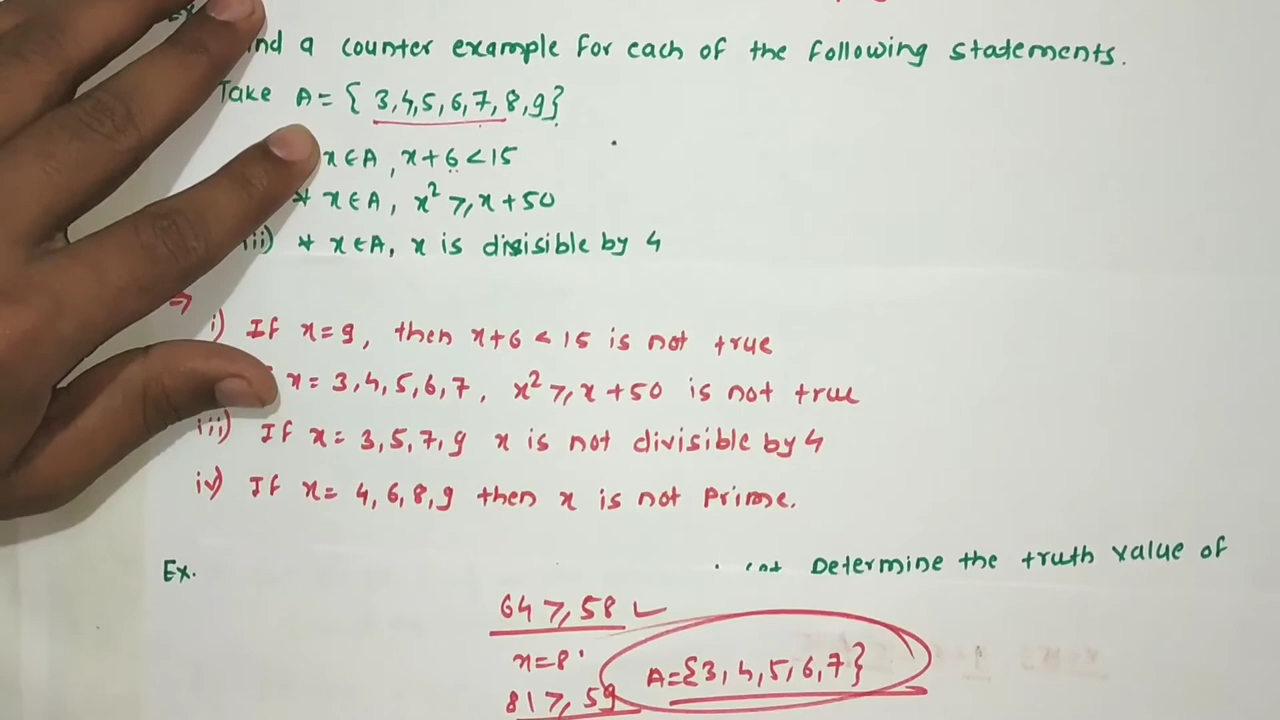 nd a counter example for each of the following statements.
Take A = { 3,4,5,6,7,8,9}
x ∈ A , x+6 < 15
∀ x ∈ A , x² ≥ x + 50
ii) ∀ x ∈ A, x is divisible by 4
⇒
i) If x=9, then x+6 < 15 is not true
x = 3,4,5,6,7, x² ≥ x +50 is not true
iii) If x = 3,5,7,9 x is not divisible by 4
iv) If x = 4,6,8,9 then x is not prime.
Ex. Determine the truth value of
64 ≥ 58 ✓
x=8
A={3,4,5,6,7}
81 ≥ 59